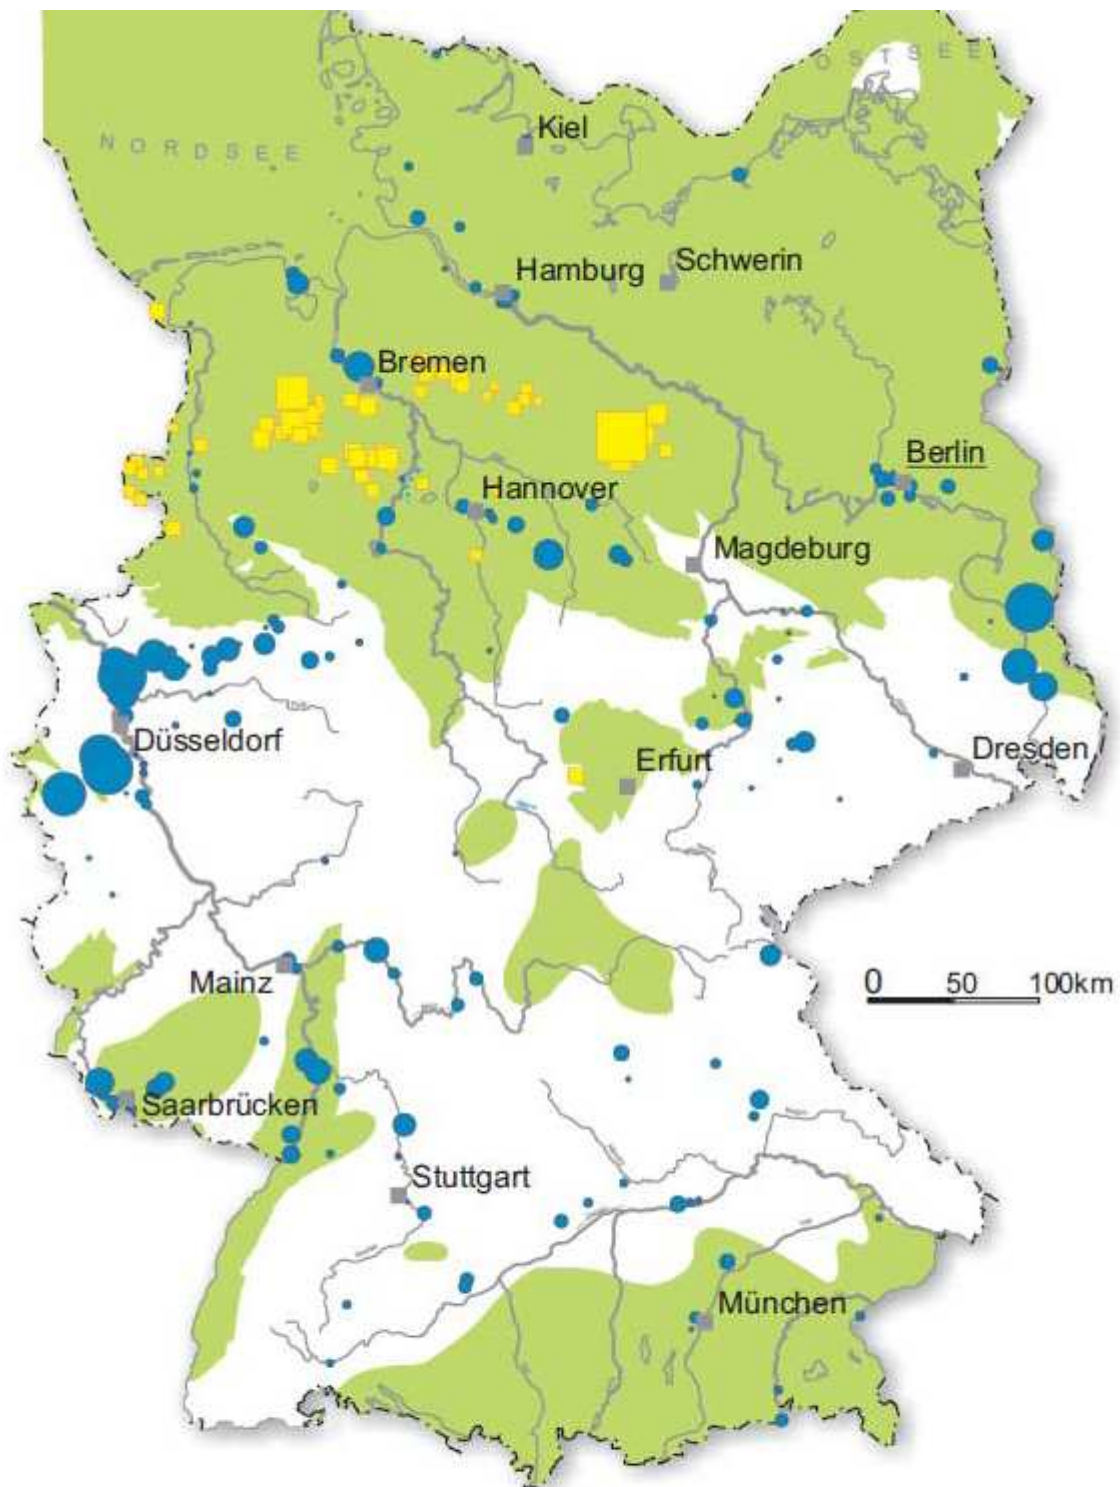 OSTSEE
Kiel
NORDSEE
Schwerin
Hamburg
Bremen
Berlin
Hannover
Magdeburg
Düsseldorf
Erfurt
Dresden
Mainz
0 50 100km
Saarbrücken
Stuttgart
München